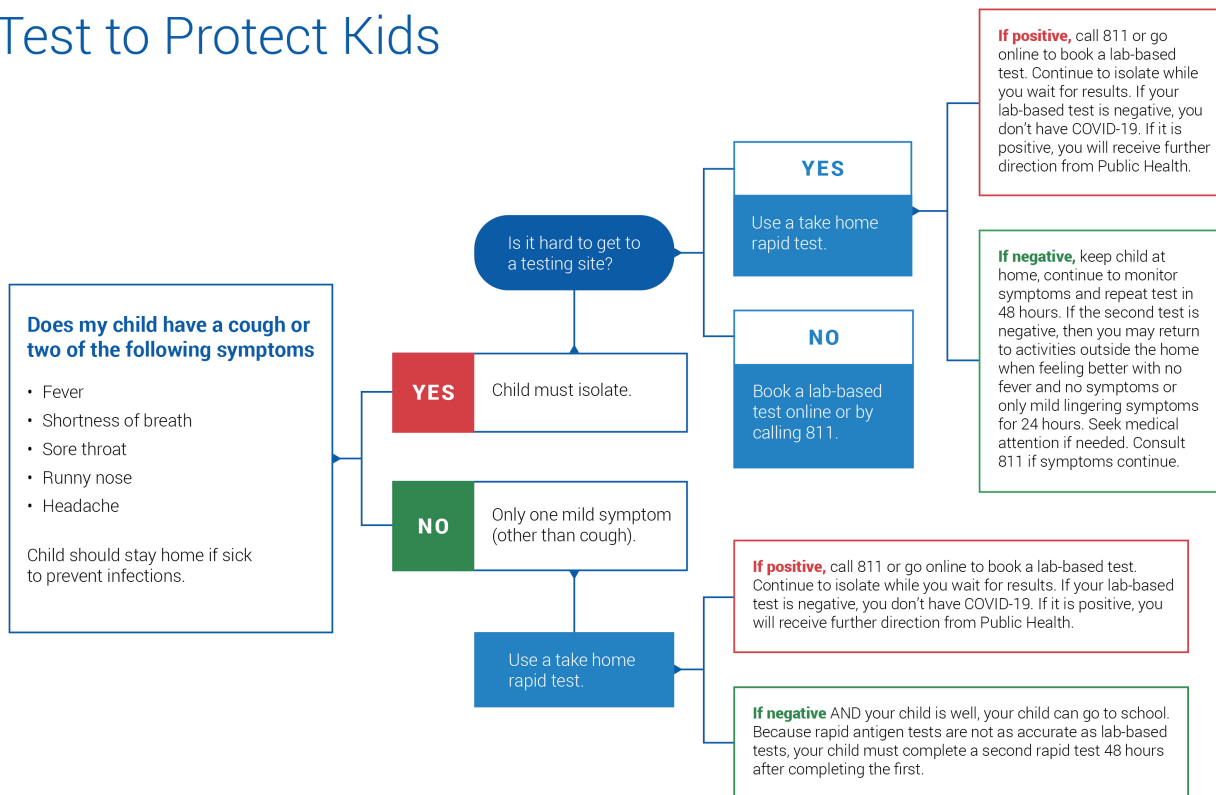 Test to Protect Kids
Does my child have a cough or
two of the following symptoms
• Fever
• Shortness of breath
• Sore throat
• Runny nose
• Headache
Child should stay home if sick
to prevent infections.
YES
Child must isolate.
NO
Only one mild symptom
(other than cough).
Is it hard to get to
a testing site?
YES
Use a take home
rapid test.
NO
Book a lab-based
test online or by
calling 811.
If positive, call 811 or go
online to book a lab-based
test. Continue to isolate while
you wait for results. If your
lab-based test is negative, you
don't have COVID-19. If it is
positive, you will receive further
direction from Public Health.
If negative, keep child at
home, continue to monitor
symptoms and repeat test in
48 hours. If the second test is
negative, then you may return
to activities outside the home
when feeling better with no
fever and no symptoms or
only mild lingering symptoms
for 24 hours. Seek medical
attention if needed. Consult
811 if symptoms continue.
Use a take home
rapid test.
If positive, call 811 or go online to book a lab-based test.
Continue to isolate while you wait for results. If your lab-based
test is negative, you don't have COVID-19. If it is positive, you
will receive further direction from Public Health.
If negative AND your child is well, your child can go to school.
Because rapid antigen tests are not as accurate as lab-based
tests, your child must complete a second rapid test 48 hours
after completing the first.